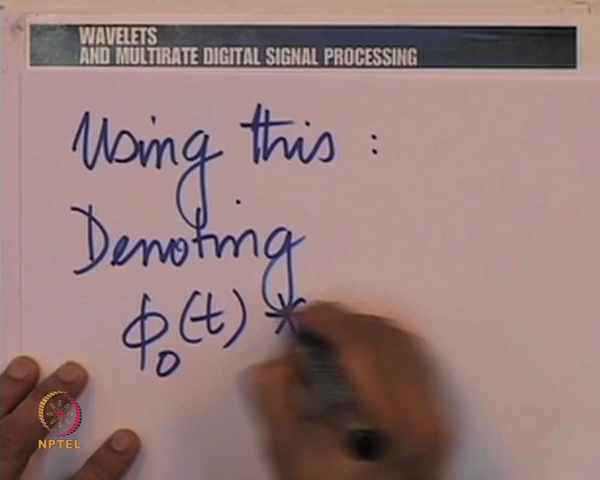 WAVELETS
AND MULTIRATE DIGITAL SIGNAL PROCESSING
Using this :
Denoting
ϕ₀(t) *
NPTEL